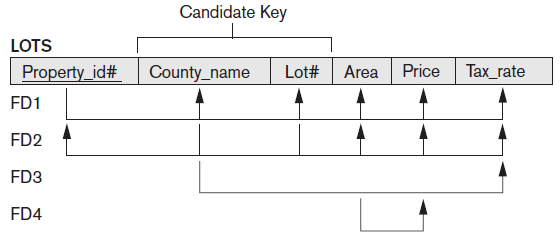 Candidate Key
LOTS
Property_id# County_name Lot# Area Price Tax_rate
FD1
FD2
FD3
FD4